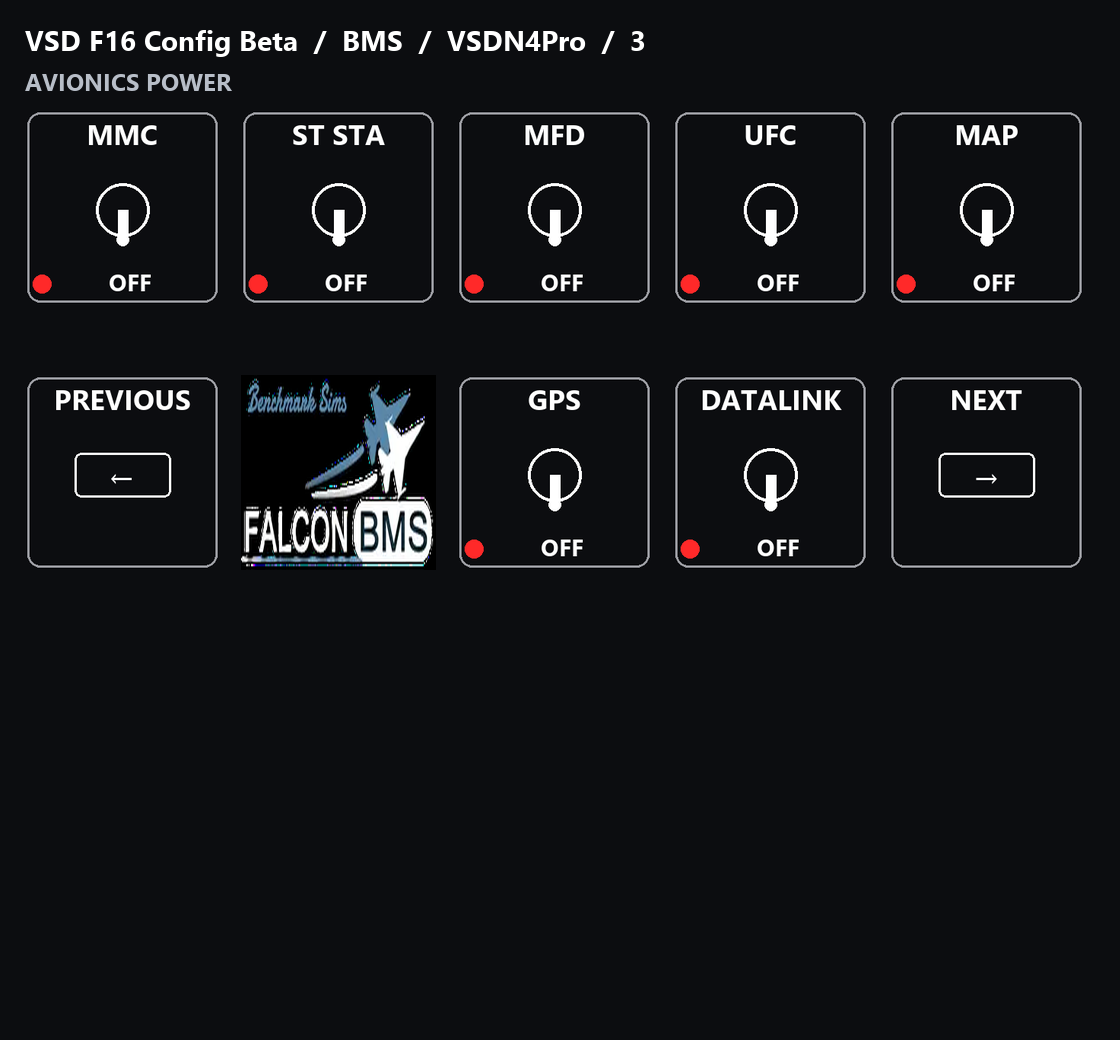 VSD F16 Config Beta / BMS / VSDN4Pro / 3
AVIONICS POWER
MMC
OFF
ST STA
OFF
MFD
OFF
UFC
OFF
MAP
OFF
PREVIOUS
←
Benchmark Sims
FALCON BMS
GPS
OFF
DATALINK
OFF
NEXT
→